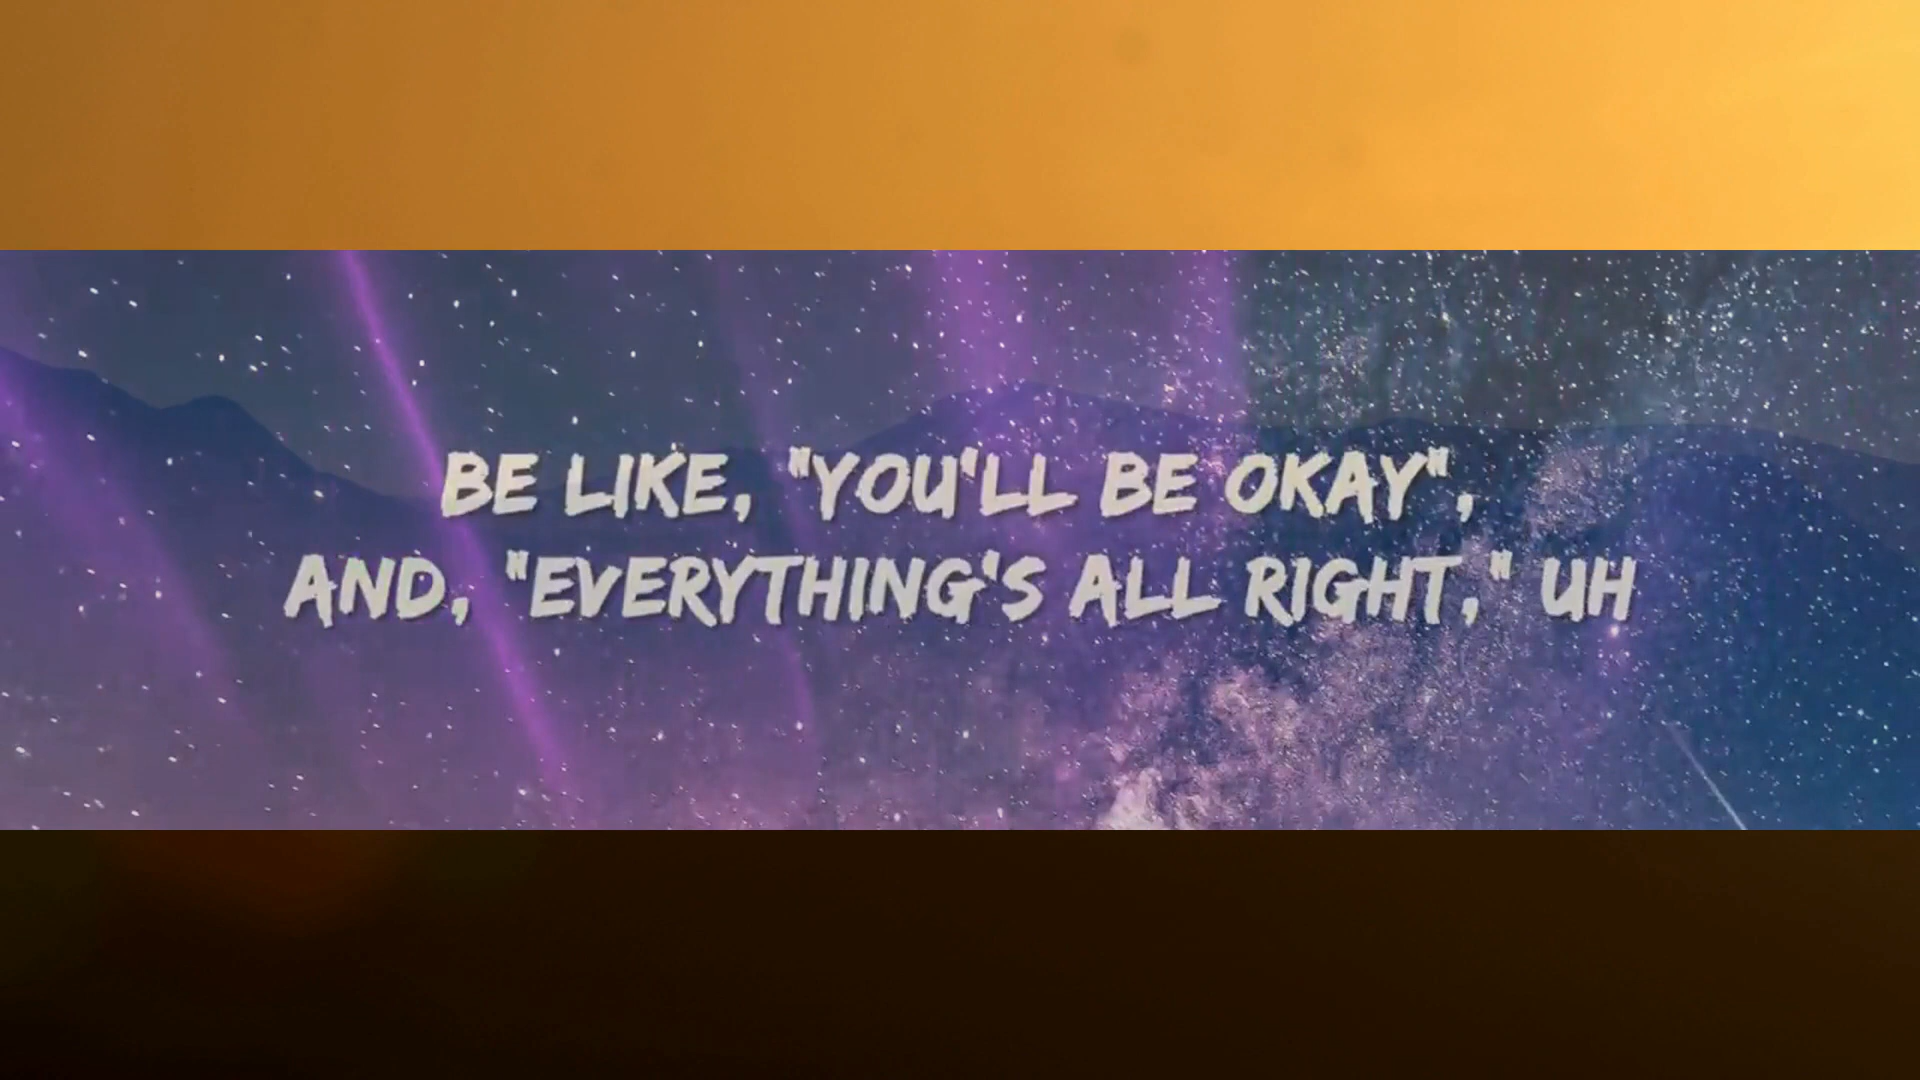 BE LIKE, "YOU'LL BE OKAY",
AND, "EVERYTHING'S ALL RIGHT," UH